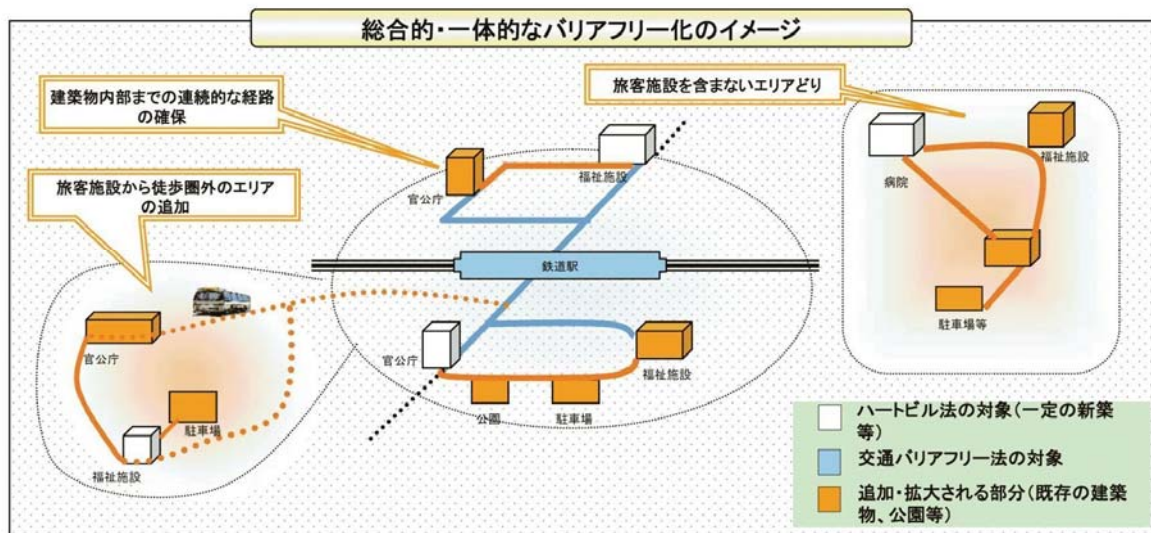 総合的・一体的なバリアフリー化のイメージ
建築物内部までの連続的な経路
の確保
旅客施設を含まないエリアどり
旅客施設から徒歩圏外のエリア
の追加
官公庁
福祉施設
病院
福祉施設
鉄道駅
駐車場等
官公庁
官公庁
福祉施設
公園
駐車場
駐車場
福祉施設
ハートビル法の対象(一定の新築
等)
交通バリアフリー法の対象
追加・拡大される部分(既存の建築
物、公園等)